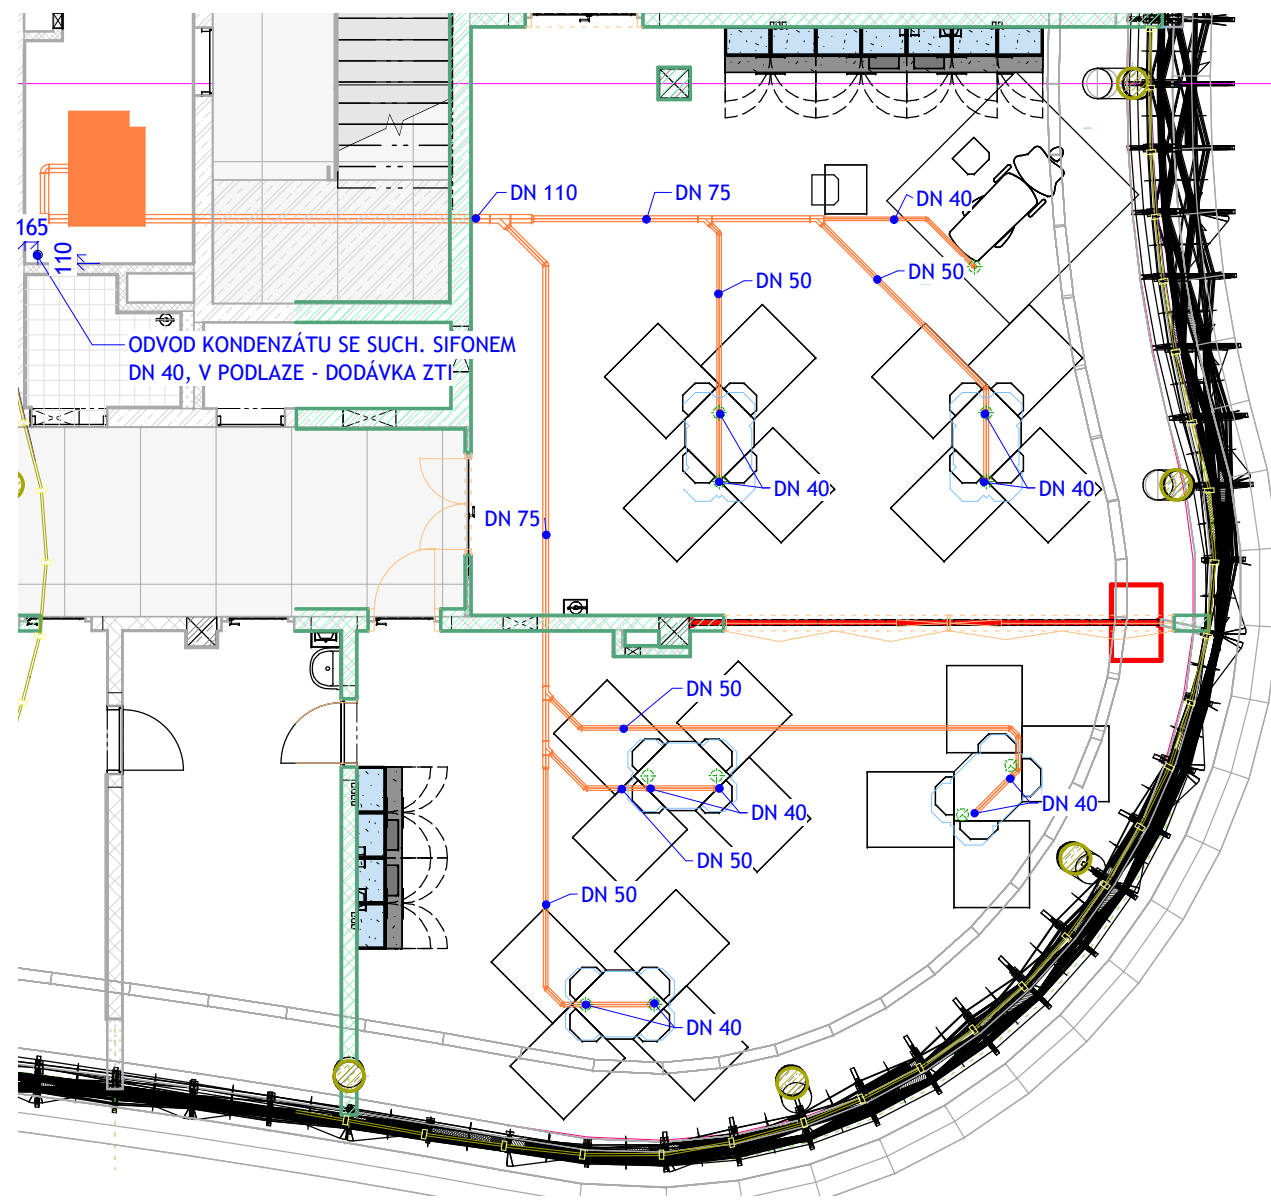 DN 110
DN 75
DN 40
165
110
DN 50
DN 50
ODVOD KONDENZÁTU SE SUCH. SIFONEM
DN 40, V PODLAZE - DODÁVKA ZTI
DN 40
DN 40
DN 75
DN 50
DN 40
DN 40
DN 50
DN 50
DN 40